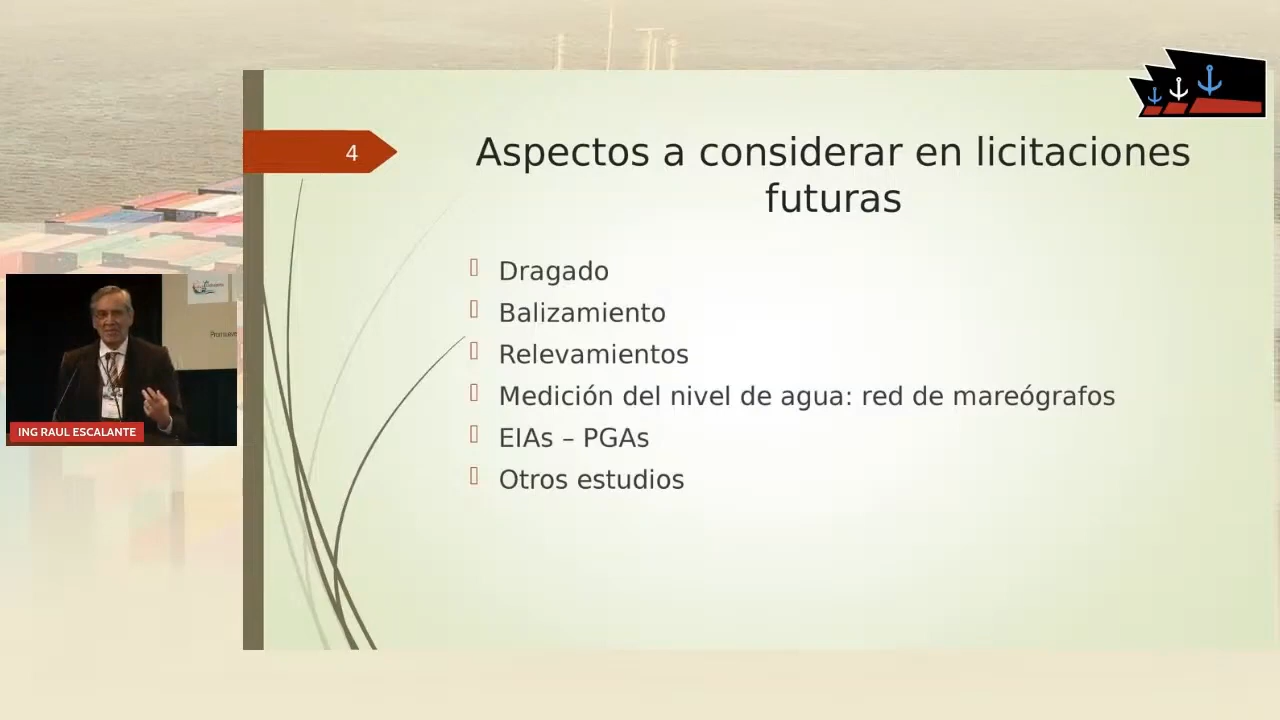 4
Aspectos a considerar en licitaciones
futuras
Dragado
Balizamiento
Relevamientos
Medición del nivel de agua: red de mareógrafos
EIAs – PGAs
Otros estudios
ING RAUL ESCALANTE